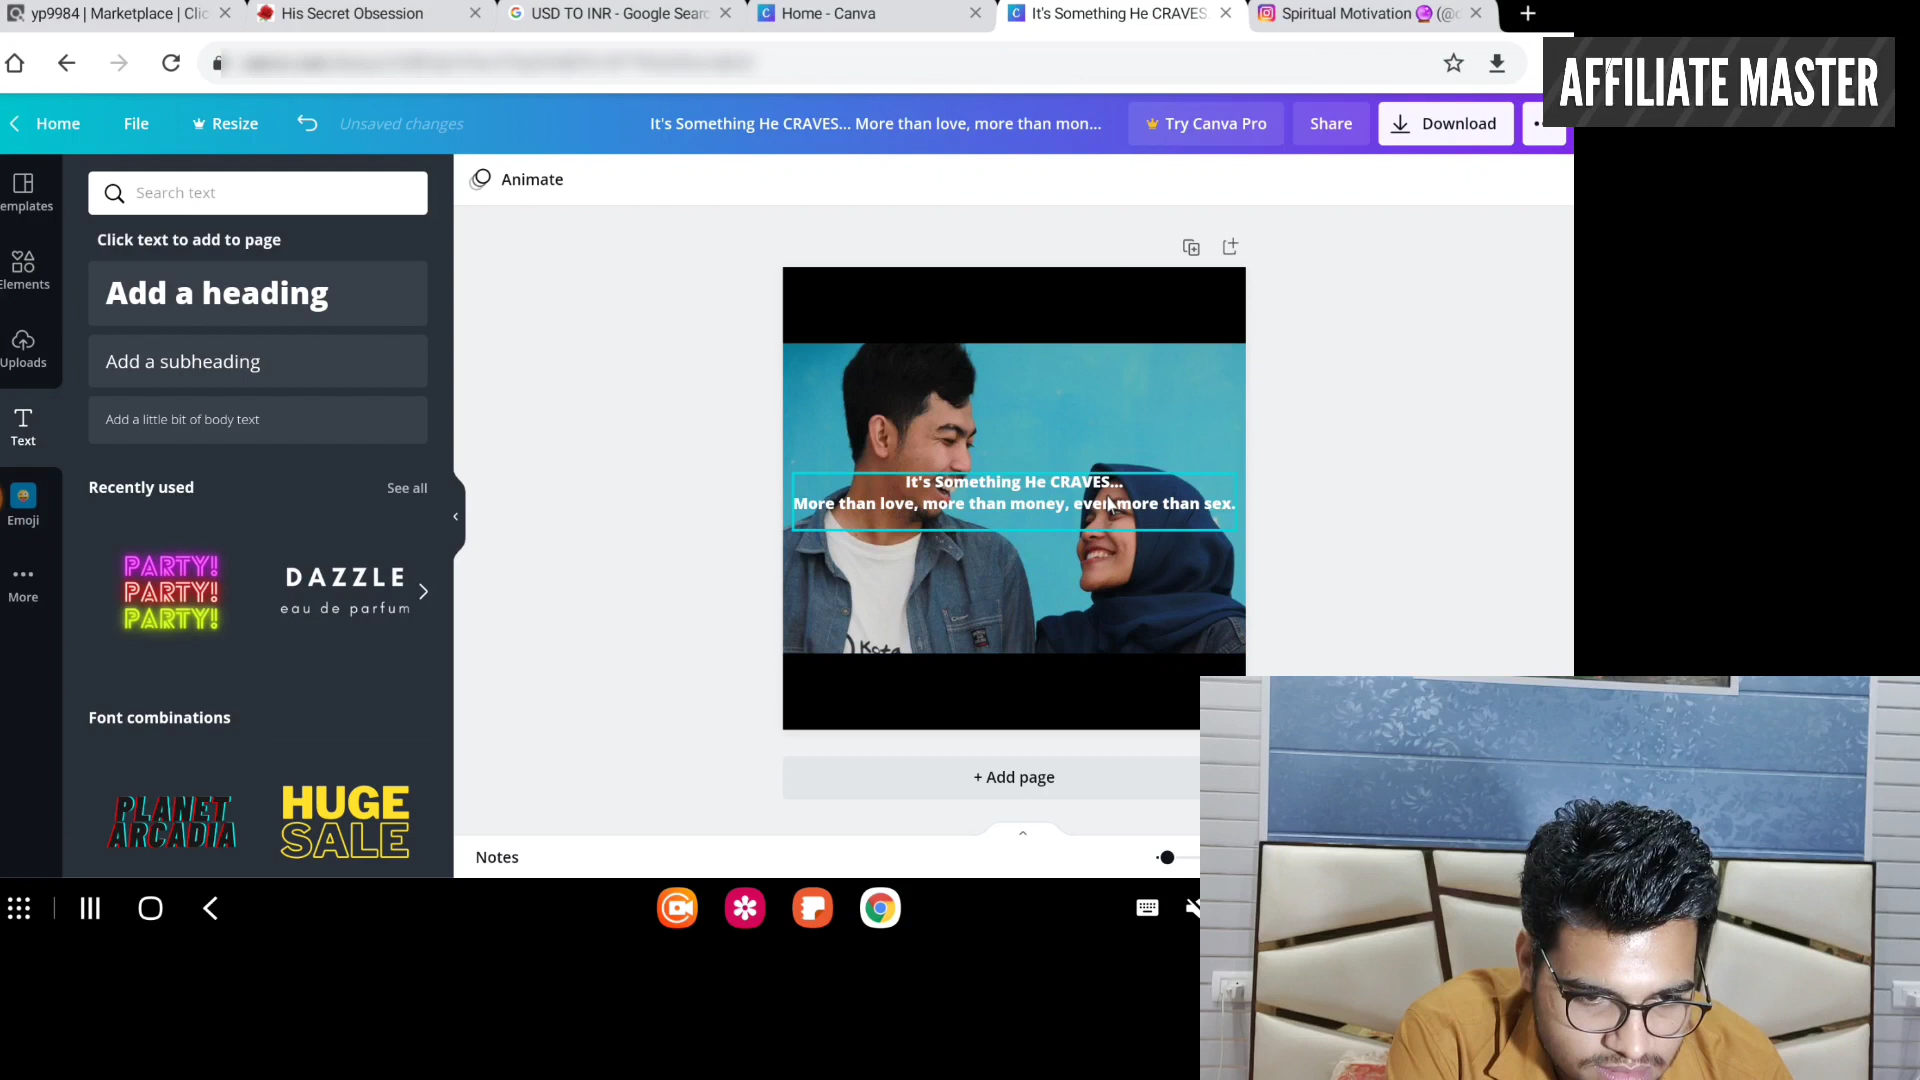 yp9984 | Marketplace | Clic
His Secret Obsession
USD TO INR - Google Searc
Home - Canva
It's Something He CRAVES.
Spiritual Motivation 🔮 (@d
AFFILIATE MASTER
Home
File
Resize
Unsaved changes
It's Something He CRAVES... More than love, more than mon...
Try Canva Pro
Share
Download
emplates
Elements
Uploads
Text
Emoji
More
Search text
Click text to add to page
Add a heading
Add a subheading
Add a little bit of body text
Recently used
See all
PARTY!
PARTY!
PARTY!
DAZZLE
eau de parfum
Font combinations
PLANET
ARCADIA
HUGE
SALE
Animate
It's Something He CRAVES...
More than love, more than money, even more than sex.
+ Add page
Notes